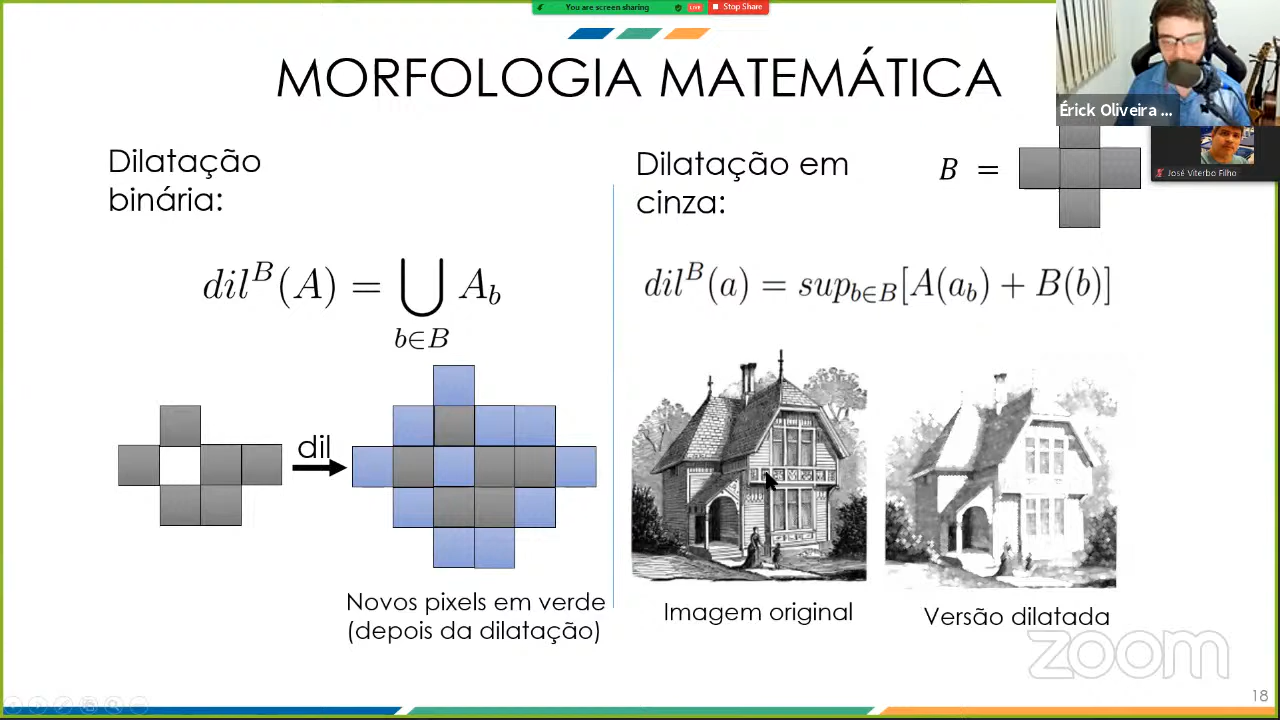 You are screen sharing LIVE Stop Share
MORFOLOGIA MATEMÁTICA
Érick Oliveira ...
José Viterbo Filho
Dilatação
binária:
dil^B(A) = ⋃_{b∈B} A_b
dil
Novos pixels em verde
(depois da dilatação)
Dilatação em
cinza:
B =
dil^B(a) = sup_{b∈B}[A(a_b) + B(b)]
Imagem original
Versão dilatada
zoom
18